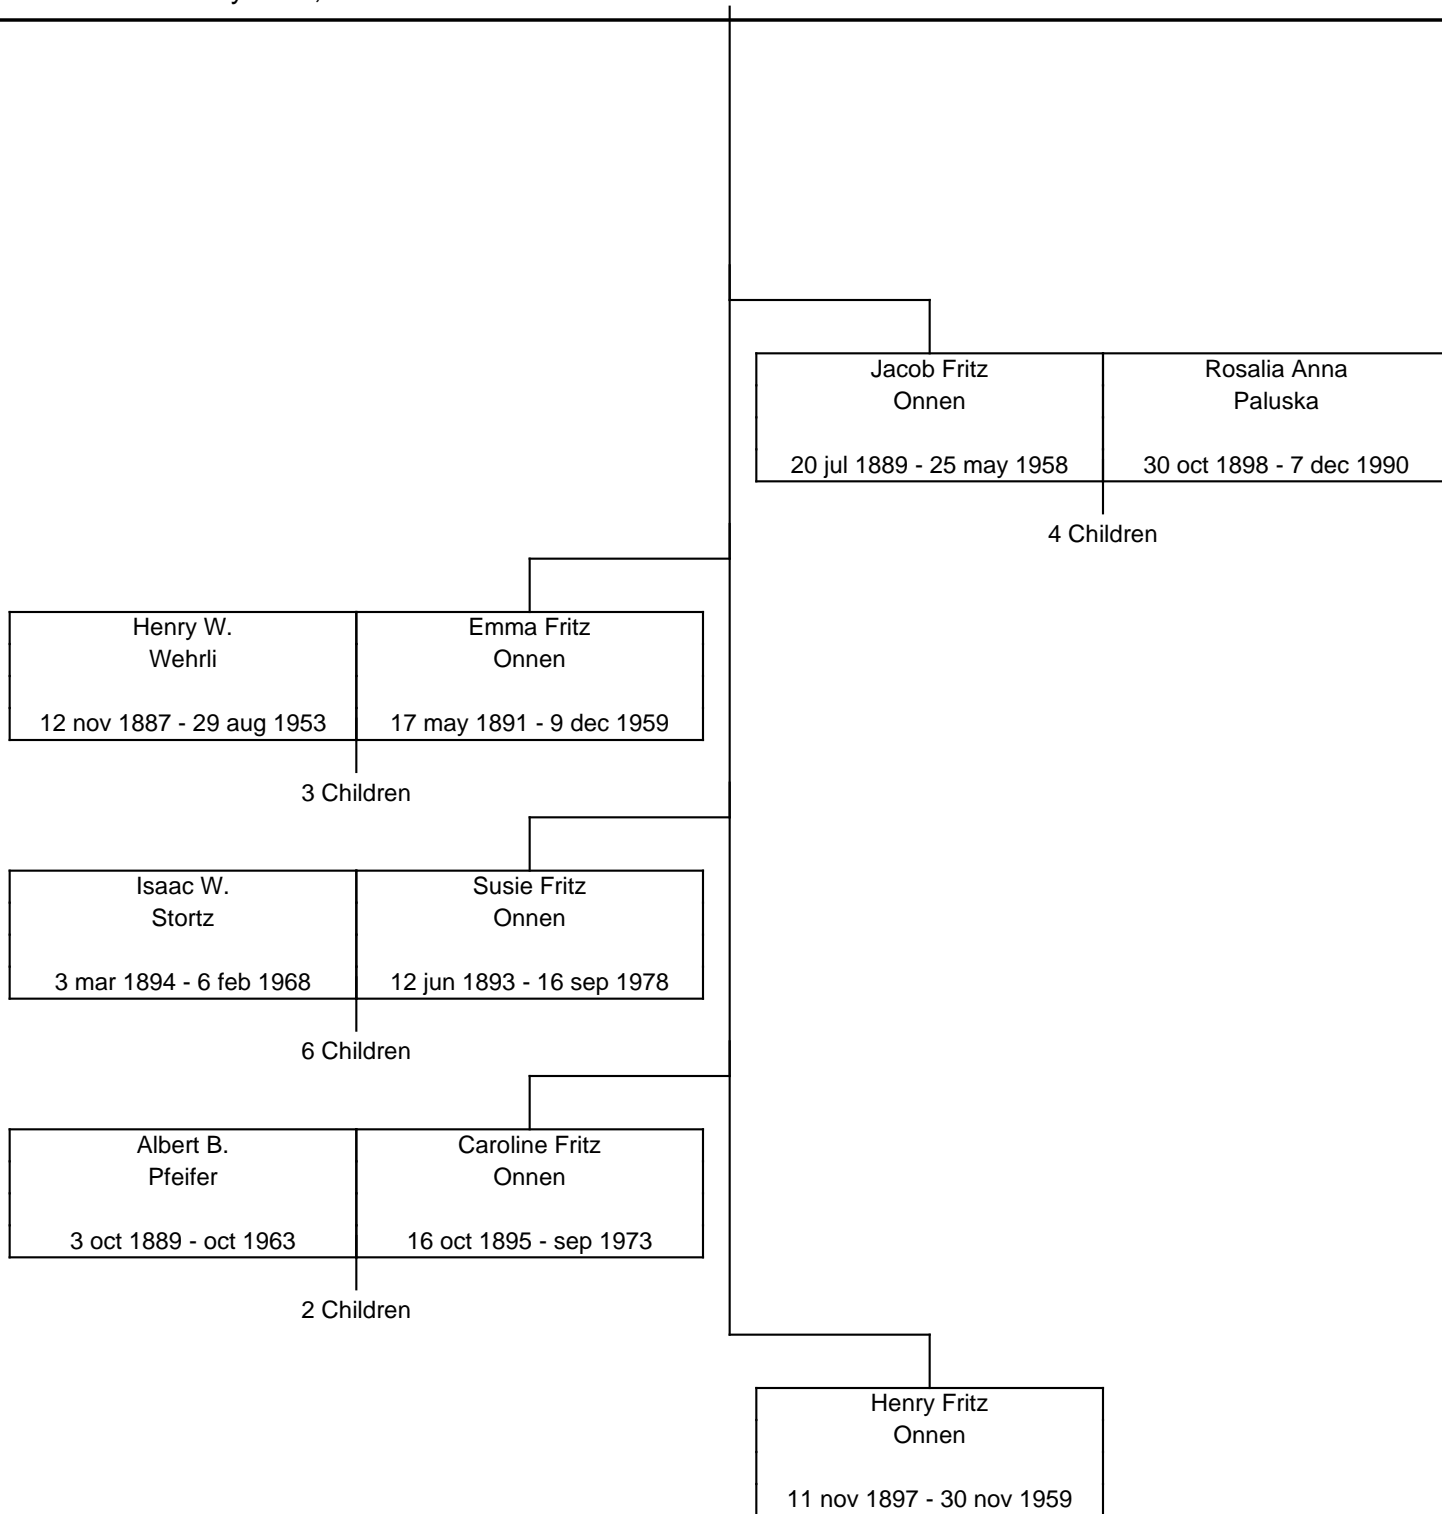 Jacob Fritz
Onnen
20 jul 1889 - 25 may 1958
Rosalia Anna
Paluska
30 oct 1898 - 7 dec 1990
4 Children
Henry W.
Wehrli
12 nov 1887 - 29 aug 1953
Emma Fritz
Onnen
17 may 1891 - 9 dec 1959
3 Children
Isaac W.
Stortz
3 mar 1894 - 6 feb 1968
Susie Fritz
Onnen
12 jun 1893 - 16 sep 1978
6 Children
Albert B.
Pfeifer
3 oct 1889 - oct 1963
Caroline Fritz
Onnen
16 oct 1895 - sep 1973
2 Children
Henry Fritz
Onnen
11 nov 1897 - 30 nov 1959